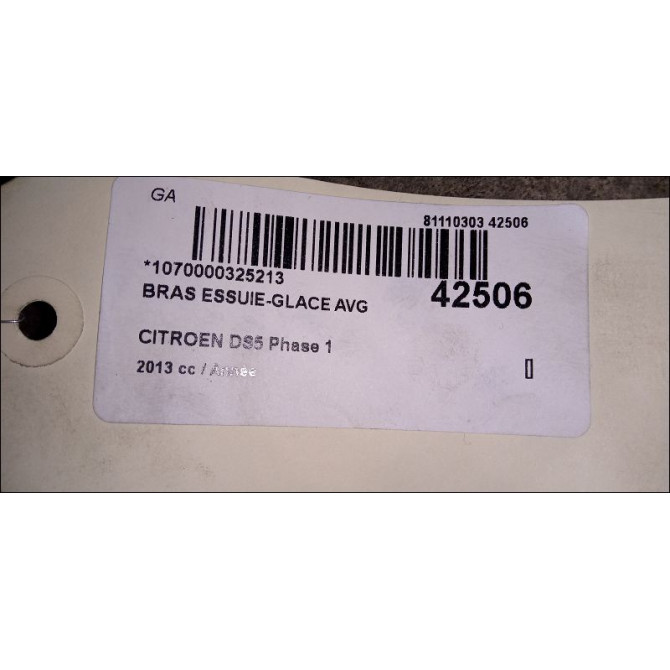 GA
81110303 42506
*1070000325213
BRAS ESSUIE-GLACE AVG
42506
CITROEN DS5 Phase 1
2013 cc / Année